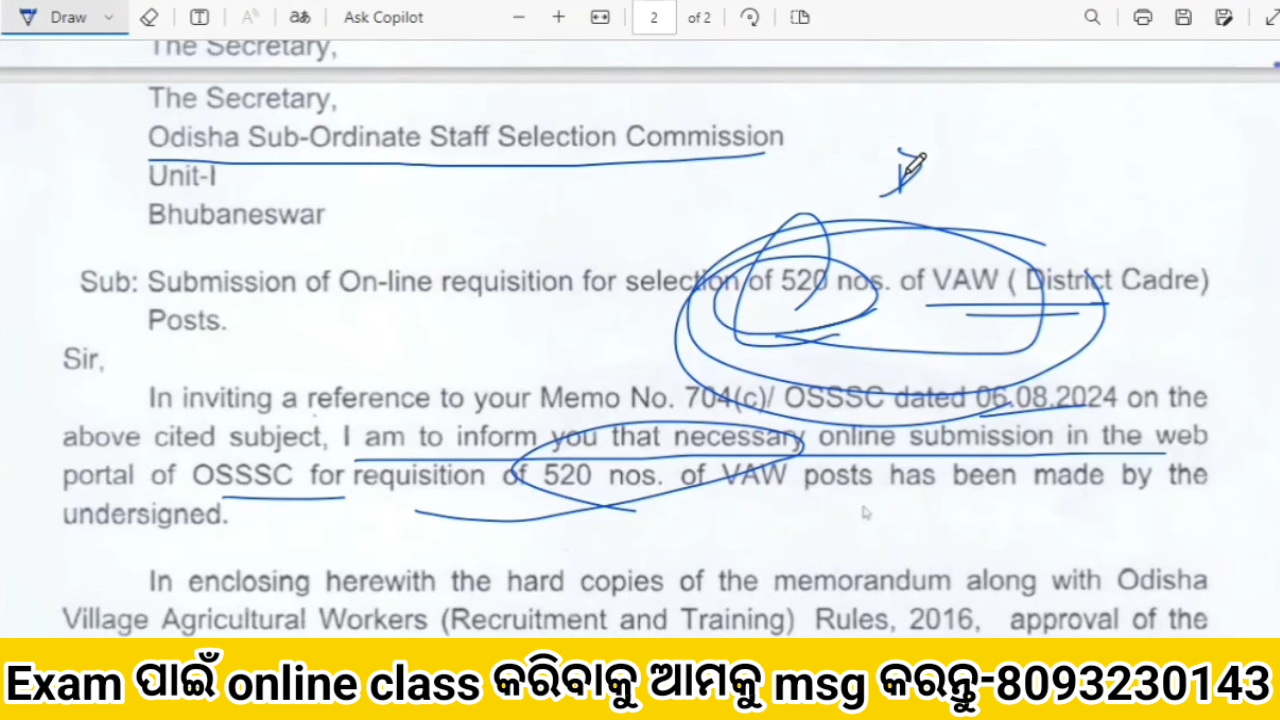 Draw
Ask Copilot
2 of 2
The Secretary,
The Secretary,
Odisha Sub-Ordinate Staff Selection Commission
Unit-I
Bhubaneswar
Sub: Submission of On-line requisition for selection of 520 nos. of VAW ( District Cadre)
Posts.
Sir,
In inviting a reference to your Memo No. 704(c)/ OSSSC dated 06.08.2024 on the
above cited subject, I am to inform you that necessary online submission in the web
portal of OSSSC for requisition of 520 nos. of VAW posts has been made by the
undersigned.
In enclosing herewith the hard copies of the memorandum along with Odisha
Village Agricultural Workers (Recruitment and Training) Rules, 2016, approval of the
Exam ପାଇଁ online class କରିବାକୁ ଆମକୁ msg କରନ୍ତୁ-8093230143